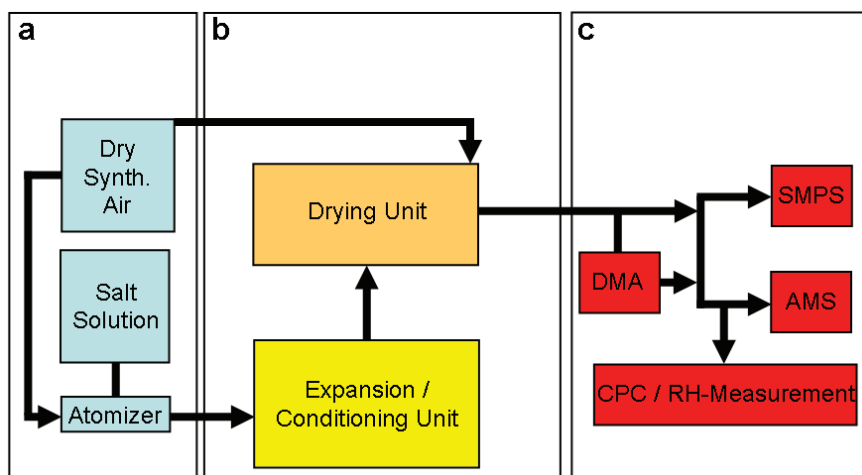 a
Dry
Synth.
Air
Salt
Solution
Atomizer
b
Drying Unit
Expansion /
Conditioning Unit
c
SMPS
DMA
AMS
CPC / RH-Measurement